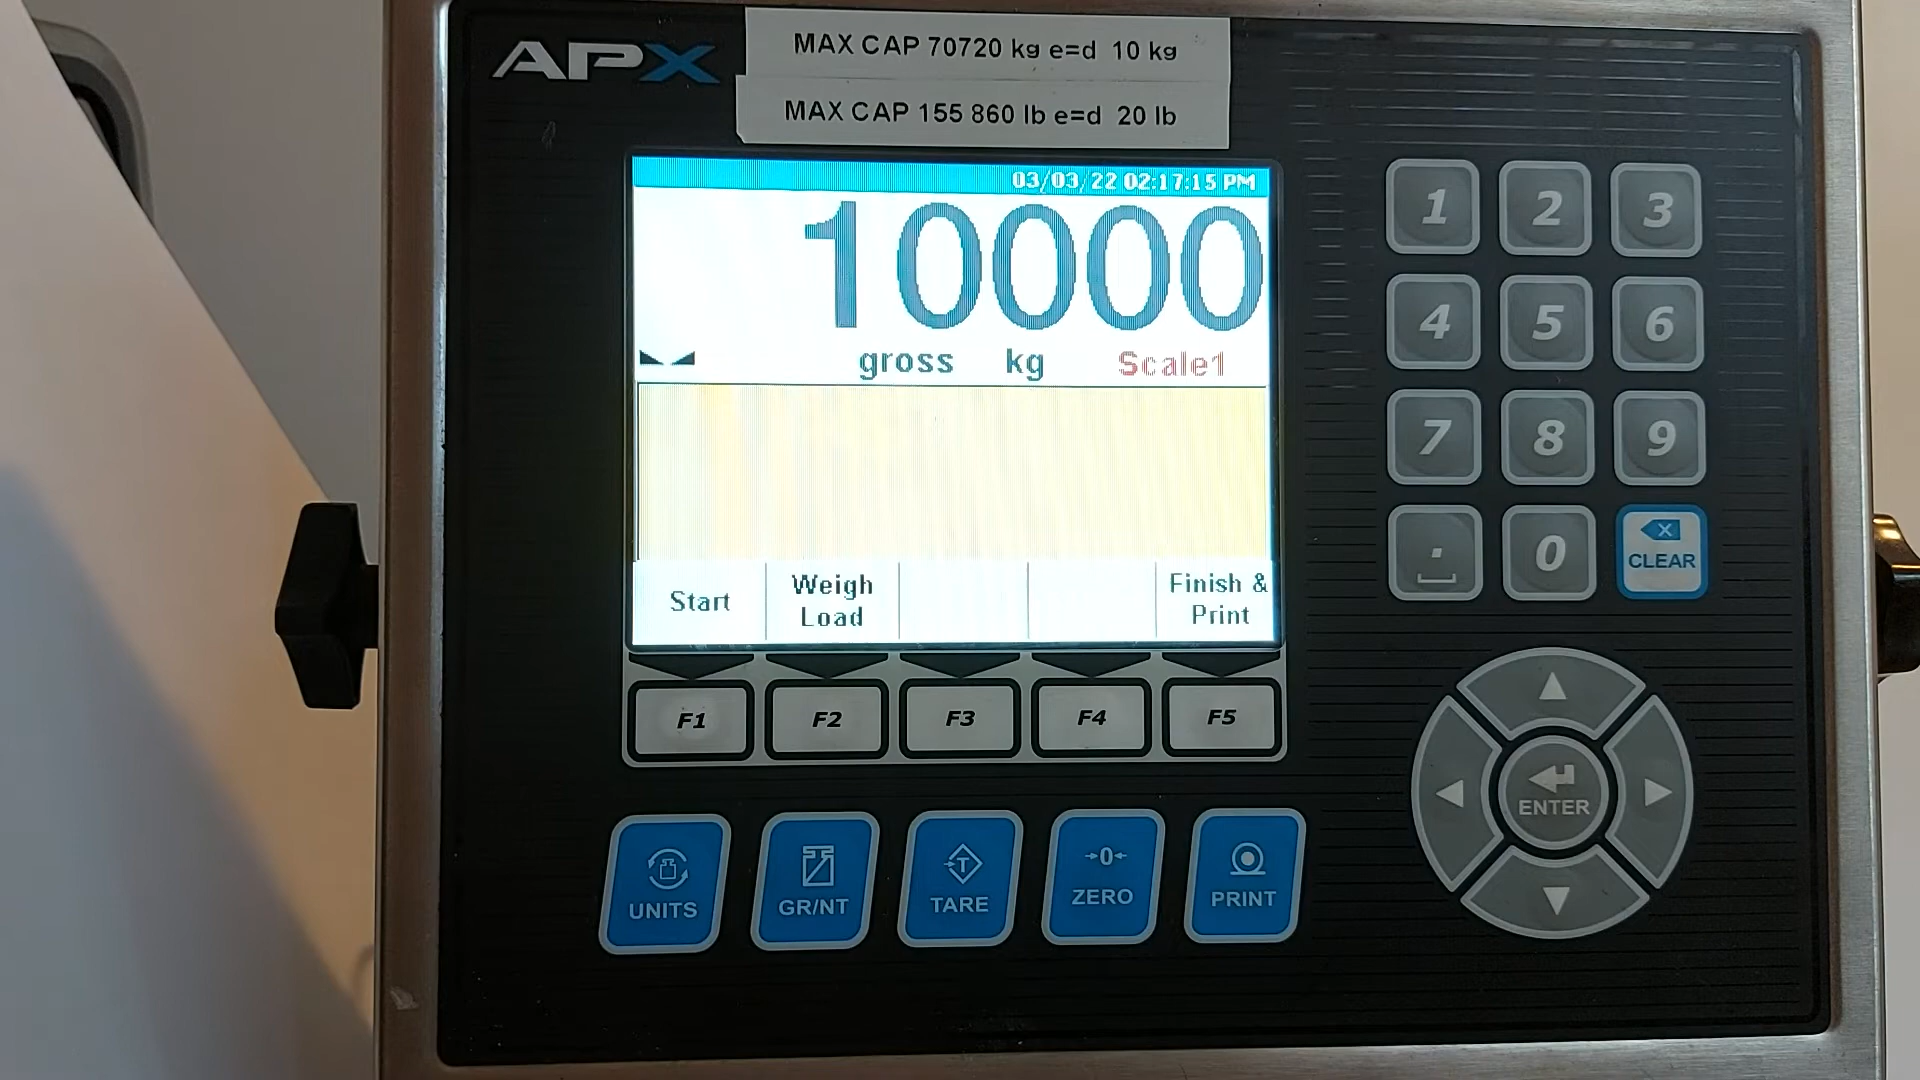 APX
MAX CAP 70720 kg e=d 10 kg
MAX CAP 155 860 lb e=d 20 lb
03/03/22 02:17:15 PM
10000
gross kg Scale1
Start
Weigh
Load
Finish &
Print
F1 F2 F3 F4 F5
UNITS GR/NT TARE ZERO PRINT
1 2 3
4 5 6
7 8 9
. 0 CLEAR
ENTER